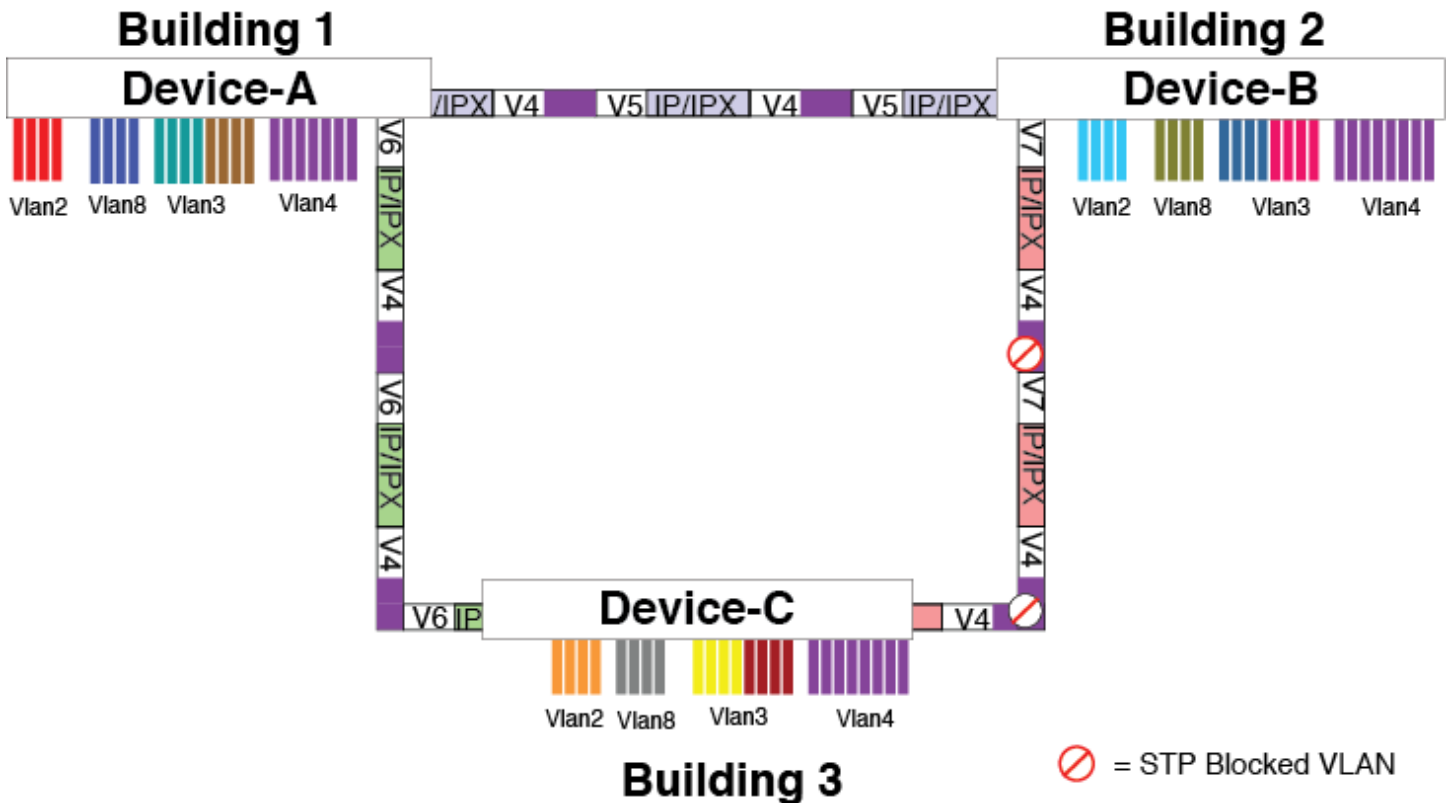 Building 1
Building 2
Device-A
/IPX V4 V5 IP/IPX V4 V5 IP/IPX
Device-B
Vlan2 Vlan8 Vlan3 Vlan4
Vlan2 Vlan8 Vlan3 Vlan4
V6
IP/IPX
V4
V6
IP/IPX
V4
V7
IP/IPX
V4
V7
IP/IPX
V4
V6 IP
Device-C
V4
Vlan2 Vlan8 Vlan3 Vlan4
Building 3
= STP Blocked VLAN